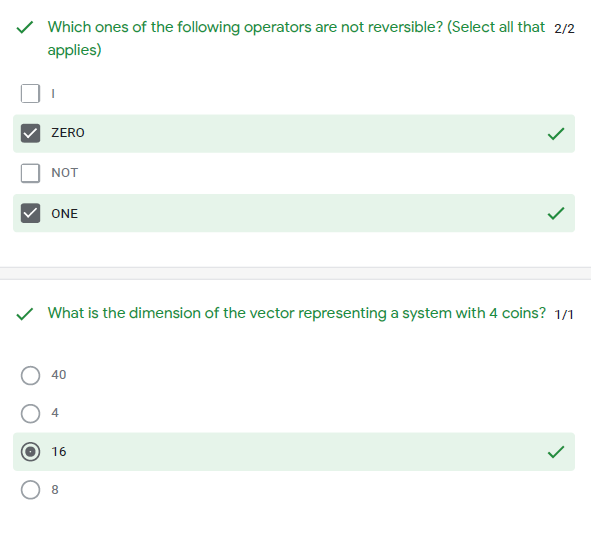 Which ones of the following operators are not reversible? (Select all that 2/2
applies)
I
ZERO
NOT
ONE
What is the dimension of the vector representing a system with 4 coins? 1/1
40
4
16
8